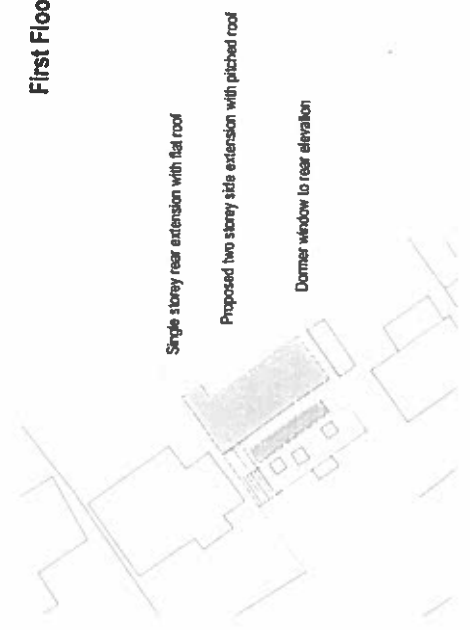 First Floo
Single storey rear extension with flat roof
Proposed two storey side extension with pitched roof
Dormer window to rear elevation